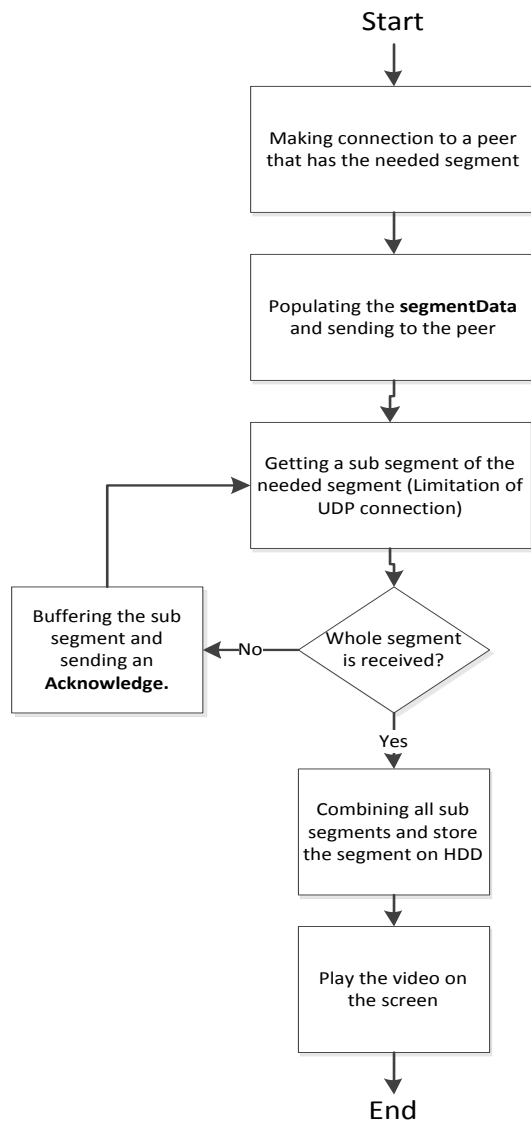 Start
Making connection to a peer
that has the needed segment
Populating the segmentData
and sending to the peer
Getting a sub segment of the
needed segment (Limitation of
UDP connection)
Buffering the sub
segment and
sending an
Acknowledge.
No
Whole segment
is received?
Yes
Combining all sub
segments and store
the segment on HDD
Play the video on
the screen
End